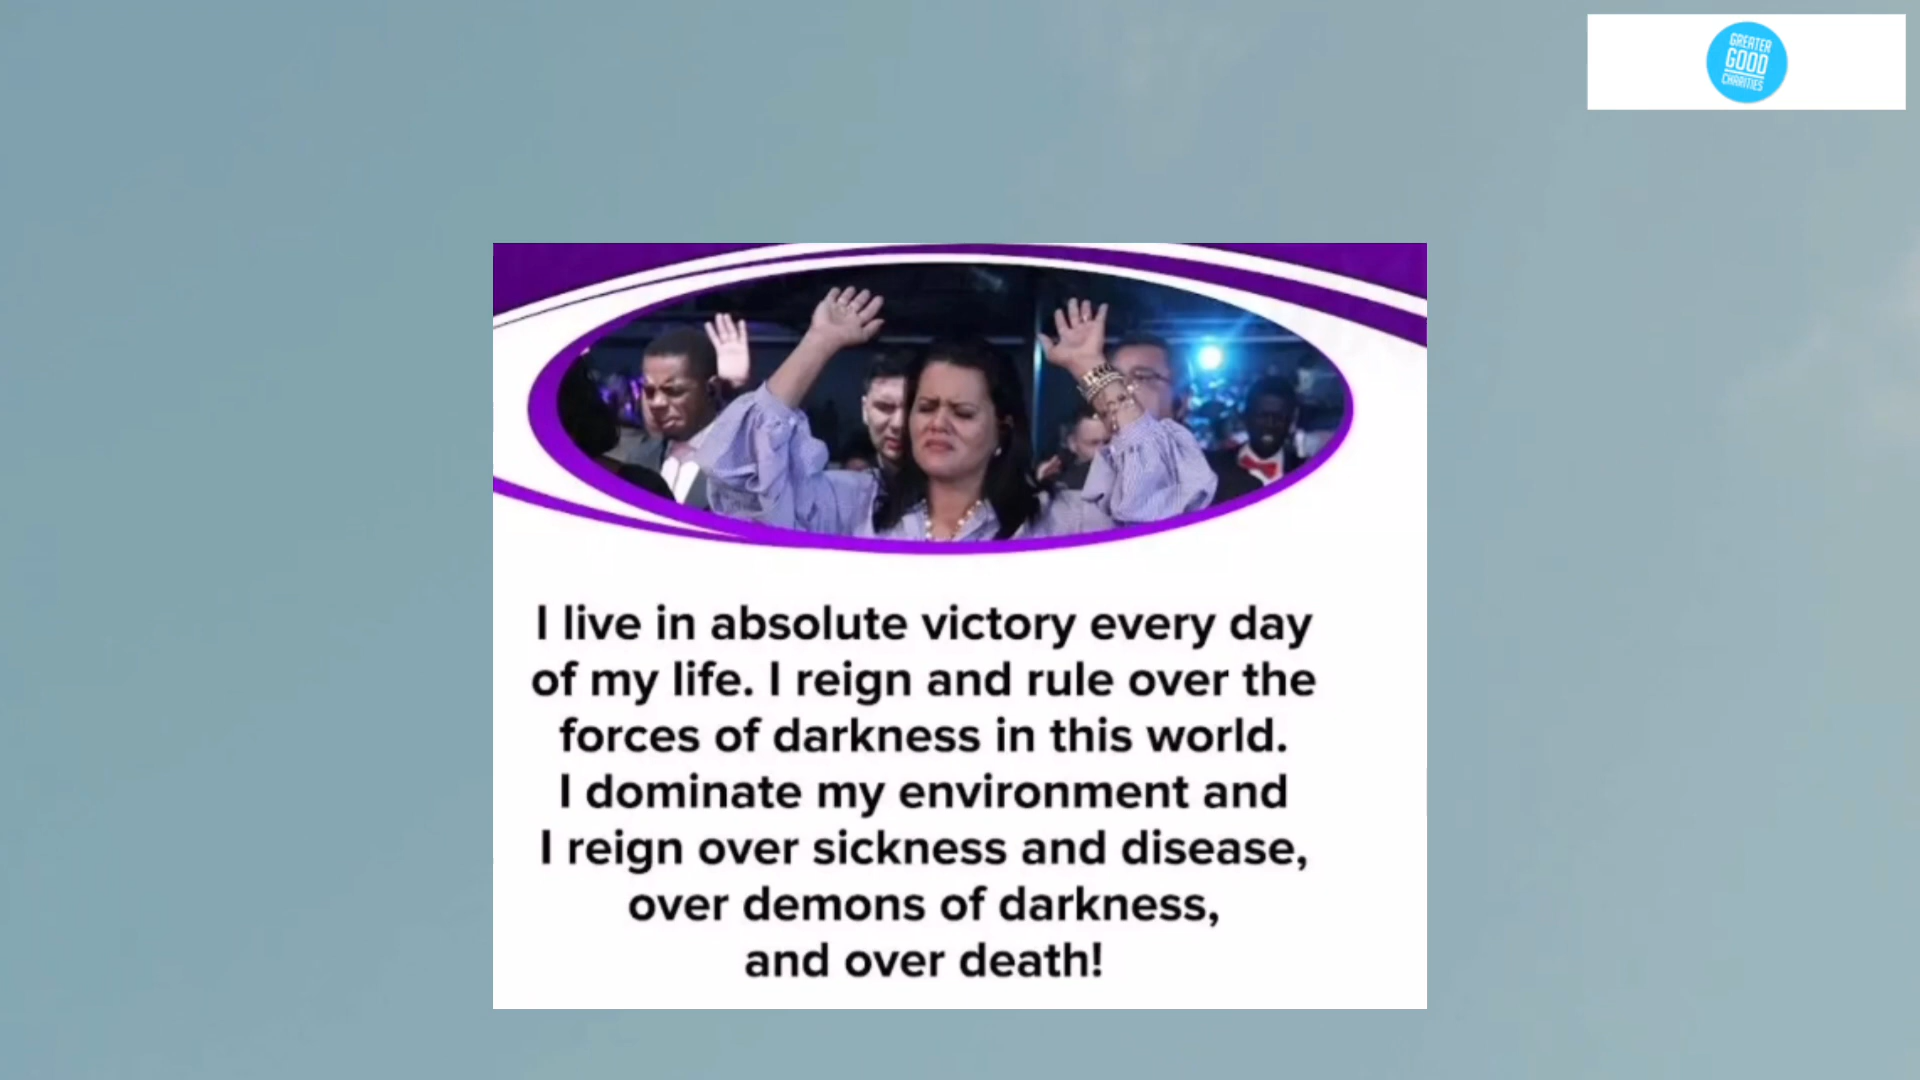 GREATER
GOOD
CHARITIES
I live in absolute victory every day
of my life. I reign and rule over the
forces of darkness in this world.
I dominate my environment and
I reign over sickness and disease,
over demons of darkness,
and over death!